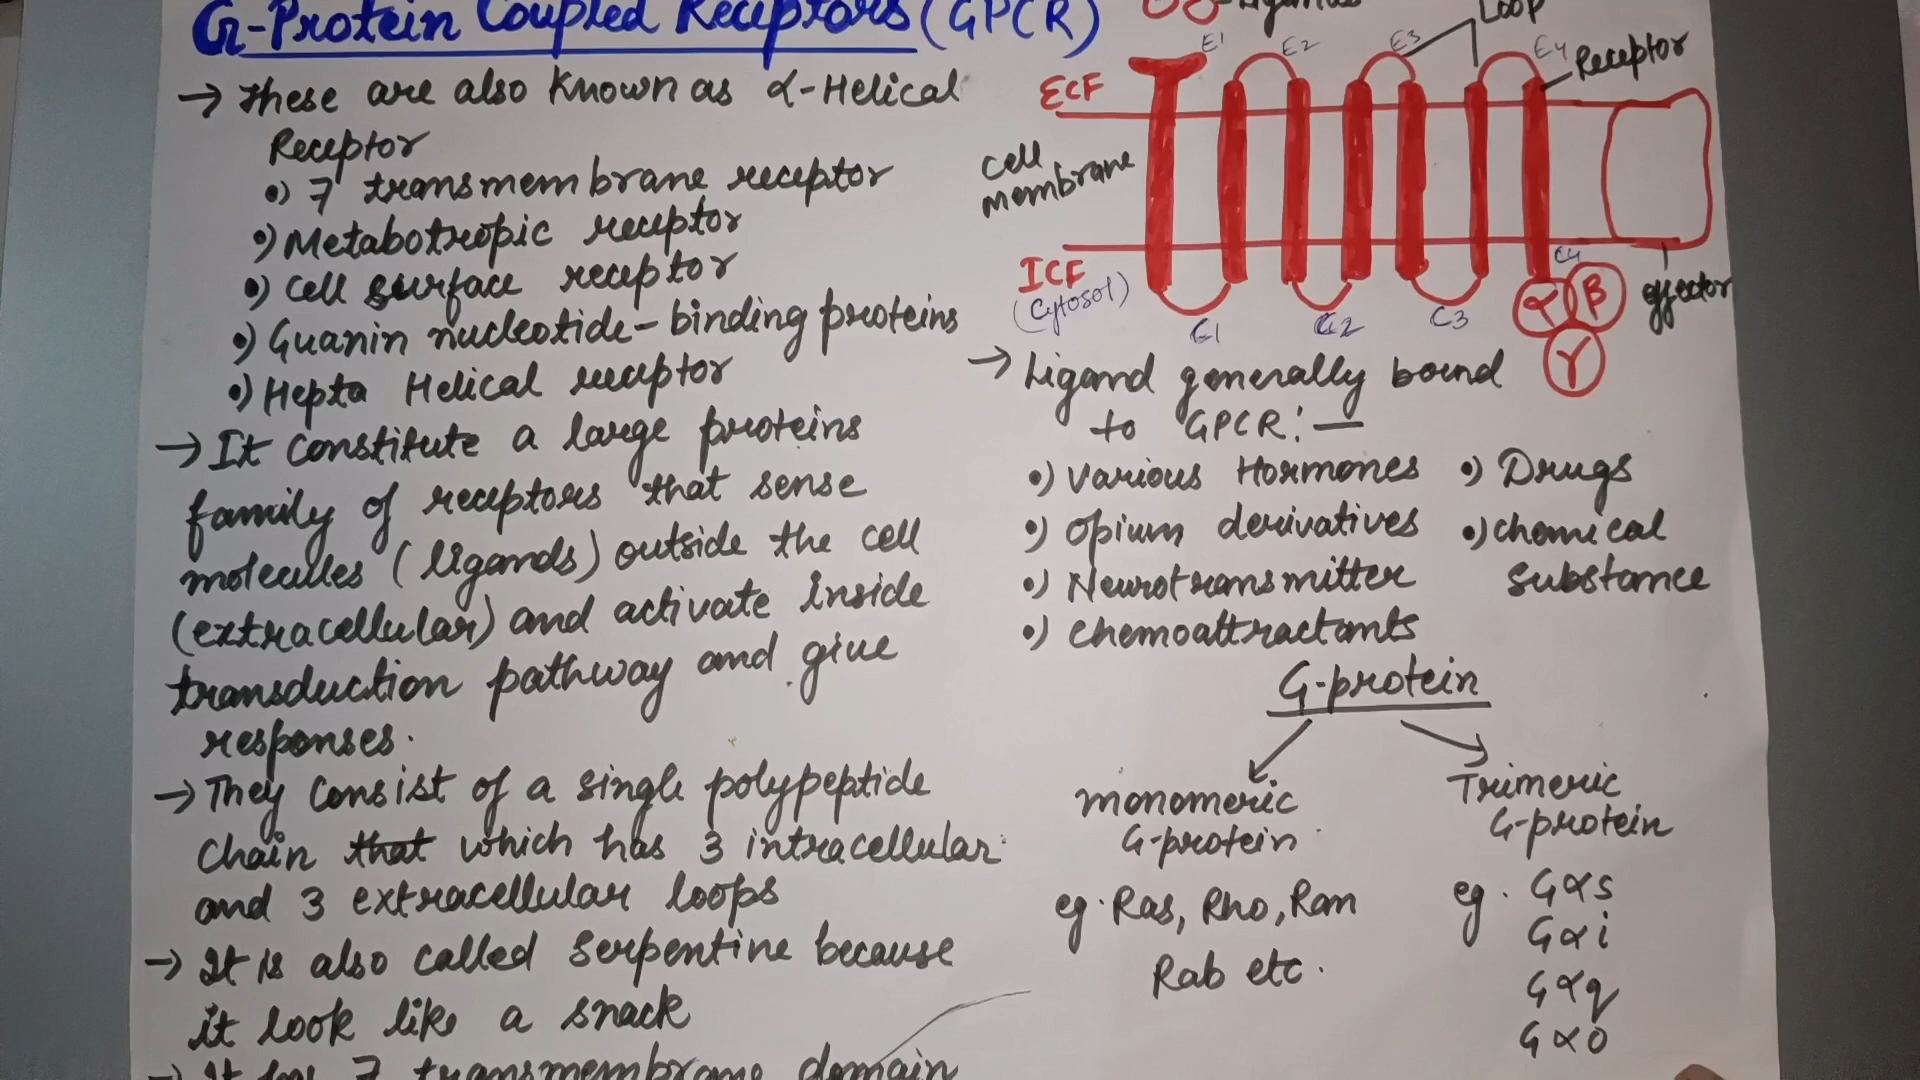 G-Protein Coupled Receptors (GPCR)
→ These are also known as α-Helical
Receptor
•) 7 transmembrane receptor
•) Metabotropic receptor
•) Cell surface receptor
•) Guanin nucleotide-binding proteins
•) Hepta Helical receptor
→ It constitute a large proteins
family of receptors that sense
molecules (ligands) outside the cell
(extracellular) and activate inside
transduction pathway and give
responses.
→ They consist of a single polypeptide
chain that which has 3 intracellular
and 3 extracellular loops
→ It is also called serpentine because
it look like a snack
→ It has 7 transmembrane domain
Ligands
Loop
E1 E2 E3 E4
Receptor
ECF
Cell
membrane
ICF
(Cytosol)
C1 C2 C3 C4
α β
γ
effector
→ Ligand generally bound
to GPCR:—
•) Various Hormones •) Drugs
•) Opium derivatives •) chemical
•) Neurotransmitter substance
•) Chemoattractants
G-protein
monomeric
G-protein
eg. Ras, Rho, Ran
Rab etc.
Trimeric
G-protein
eg. Gαs
Gαi
Gαq
Gαo